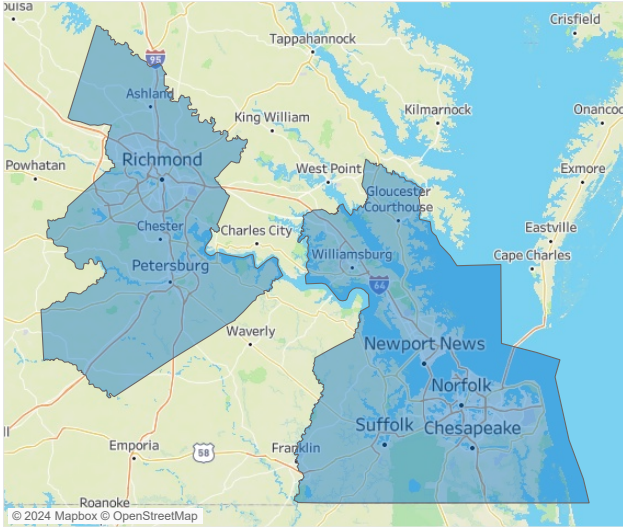 ouisa
Crisfield
Tappahannock
95
Ashland
Kilmarnock
Onancoc
King William
Richmond
Powhatan
West Point
Exmore
Gloucester
Courthouse
Chester
Charles City
Eastville
Williamsburg
Cape Charles
Petersburg
64
Waverly
Newport News
Norfolk
Suffolk
Chesapeake
ll
Emporia
58
Franklin
Roanoke
© 2024 Mapbox © OpenStreetMap